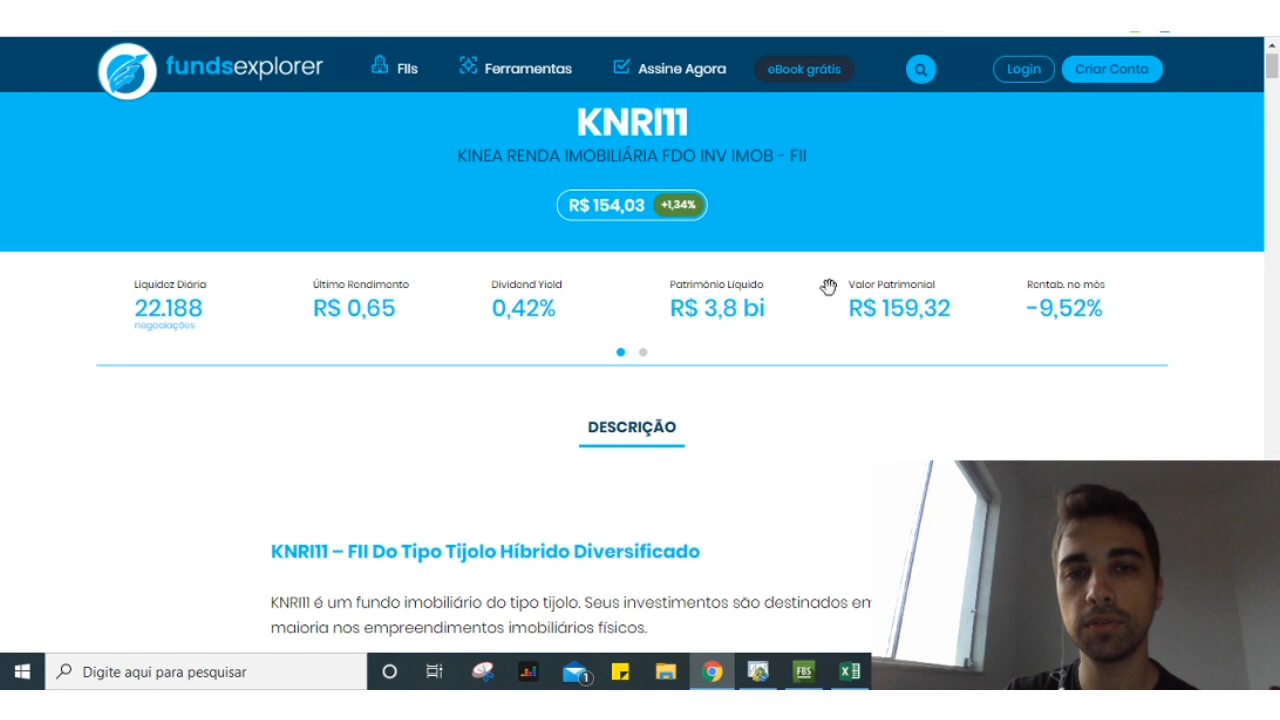 fundsexplorer
FIIs
Ferramentas
Assine Agora
eBook grátis
Login
Criar Conta
KNRI11
KINEA RENDA IMOBILIÁRIA FDO INV IMOB - FII
R$ 154,03 +1,34%
Liquidez Diária
22.188
negociações
Último Rendimento
R$ 0,65
Dividend Yield
0,42%
Patrimônio Líquido
R$ 3,8 bi
Valor Patrimonial
R$ 159,32
Rentab. no mês
-9,52%
DESCRIÇÃO
KNRI11 – FII Do Tipo Tijolo Híbrido Diversificado
KNRI11 é um fundo imobiliário do tipo tijolo. Seus investimentos são destinados em
maioria nos empreendimentos imobiliários físicos.
Digite aqui para pesquisar
1
FBS
X